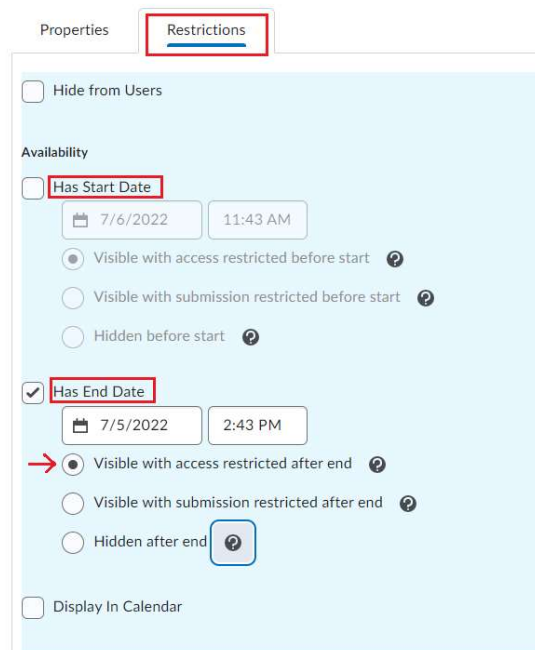 Properties Restrictions
Hide from Users
Availability
Has Start Date
7/6/2022 11:43 AM
Visible with access restricted before start ?
Visible with submission restricted before start ?
Hidden before start ?
Has End Date
7/5/2022 2:43 PM
Visible with access restricted after end ?
Visible with submission restricted after end ?
Hidden after end ?
Display In Calendar